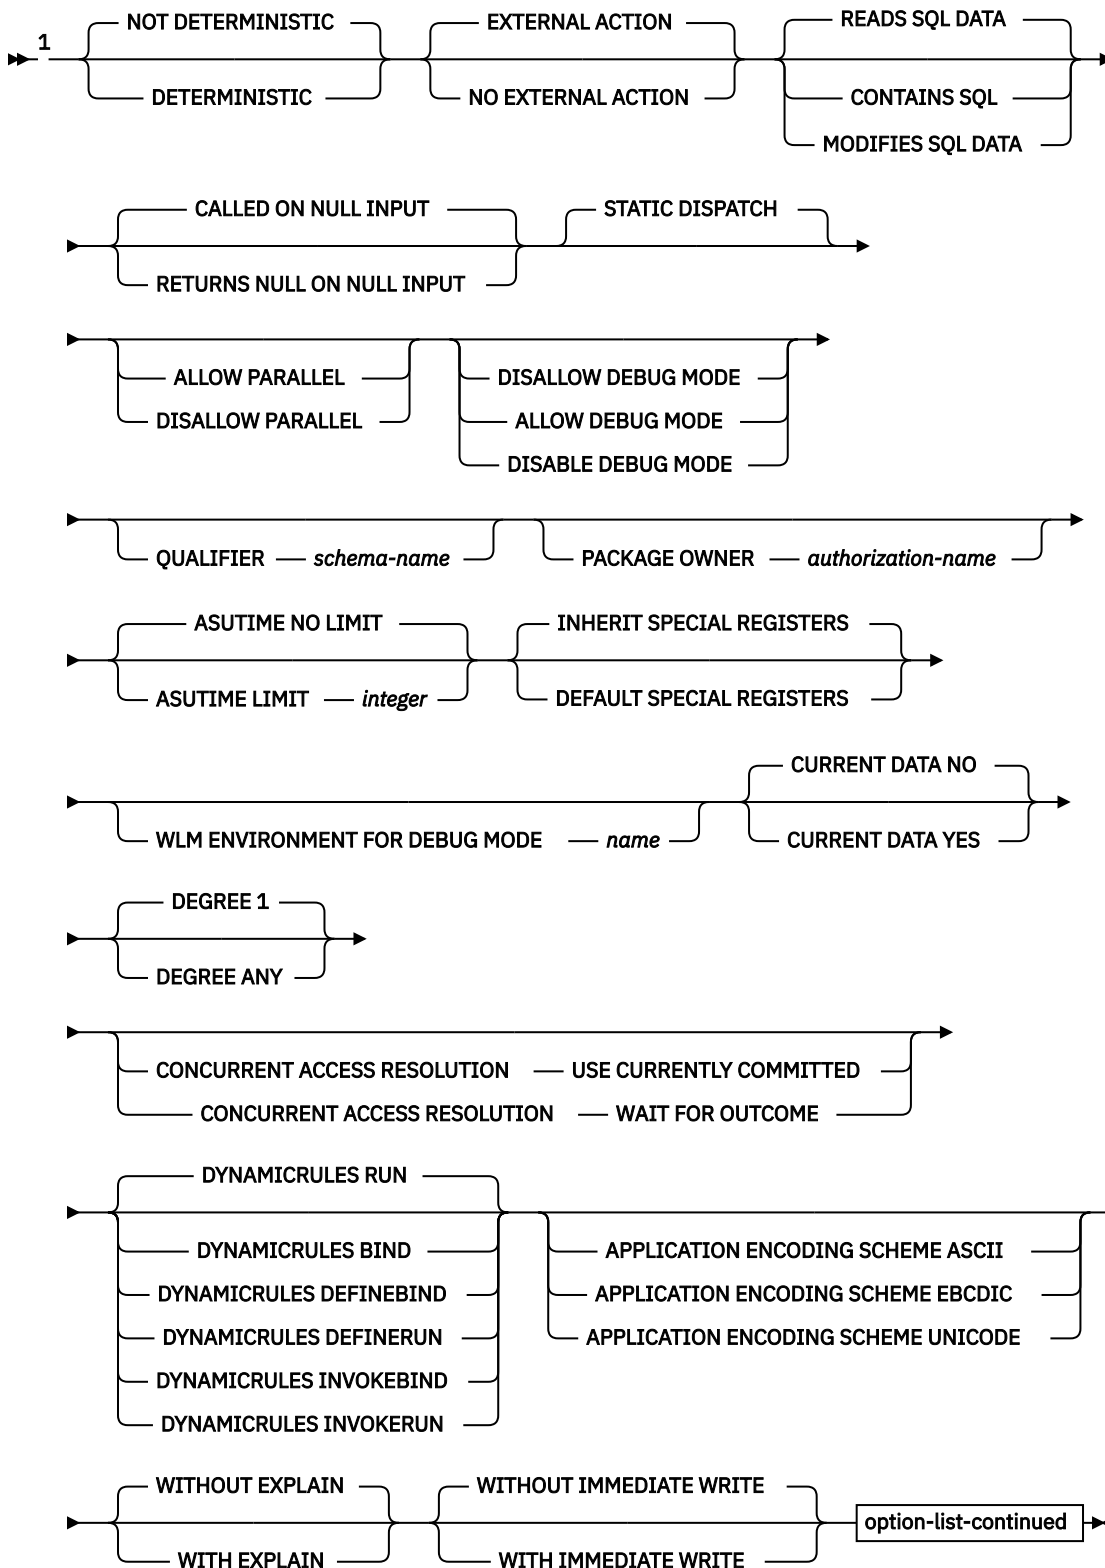 1
NOT DETERMINISTIC
DETERMINISTIC
EXTERNAL ACTION
NO EXTERNAL ACTION
READS SQL DATA
CONTAINS SQL
MODIFIES SQL DATA
CALLED ON NULL INPUT
RETURNS NULL ON NULL INPUT
STATIC DISPATCH
ALLOW PARALLEL
DISALLOW PARALLEL
DISALLOW DEBUG MODE
ALLOW DEBUG MODE
DISABLE DEBUG MODE
QUALIFIER schema-name
PACKAGE OWNER authorization-name
ASUTIME NO LIMIT
ASUTIME LIMIT integer
INHERIT SPECIAL REGISTERS
DEFAULT SPECIAL REGISTERS
WLM ENVIRONMENT FOR DEBUG MODE name
CURRENT DATA NO
CURRENT DATA YES
DEGREE 1
DEGREE ANY
CONCURRENT ACCESS RESOLUTION USE CURRENTLY COMMITTED
CONCURRENT ACCESS RESOLUTION WAIT FOR OUTCOME
DYNAMICRULES RUN
DYNAMICRULES BIND
DYNAMICRULES DEFINEBIND
DYNAMICRULES DEFINERUN
DYNAMICRULES INVOKEBIND
DYNAMICRULES INVOKERUN
APPLICATION ENCODING SCHEME ASCII
APPLICATION ENCODING SCHEME EBCDIC
APPLICATION ENCODING SCHEME UNICODE
WITHOUT EXPLAIN
WITH EXPLAIN
WITHOUT IMMEDIATE WRITE
WITH IMMEDIATE WRITE
option-list-continued